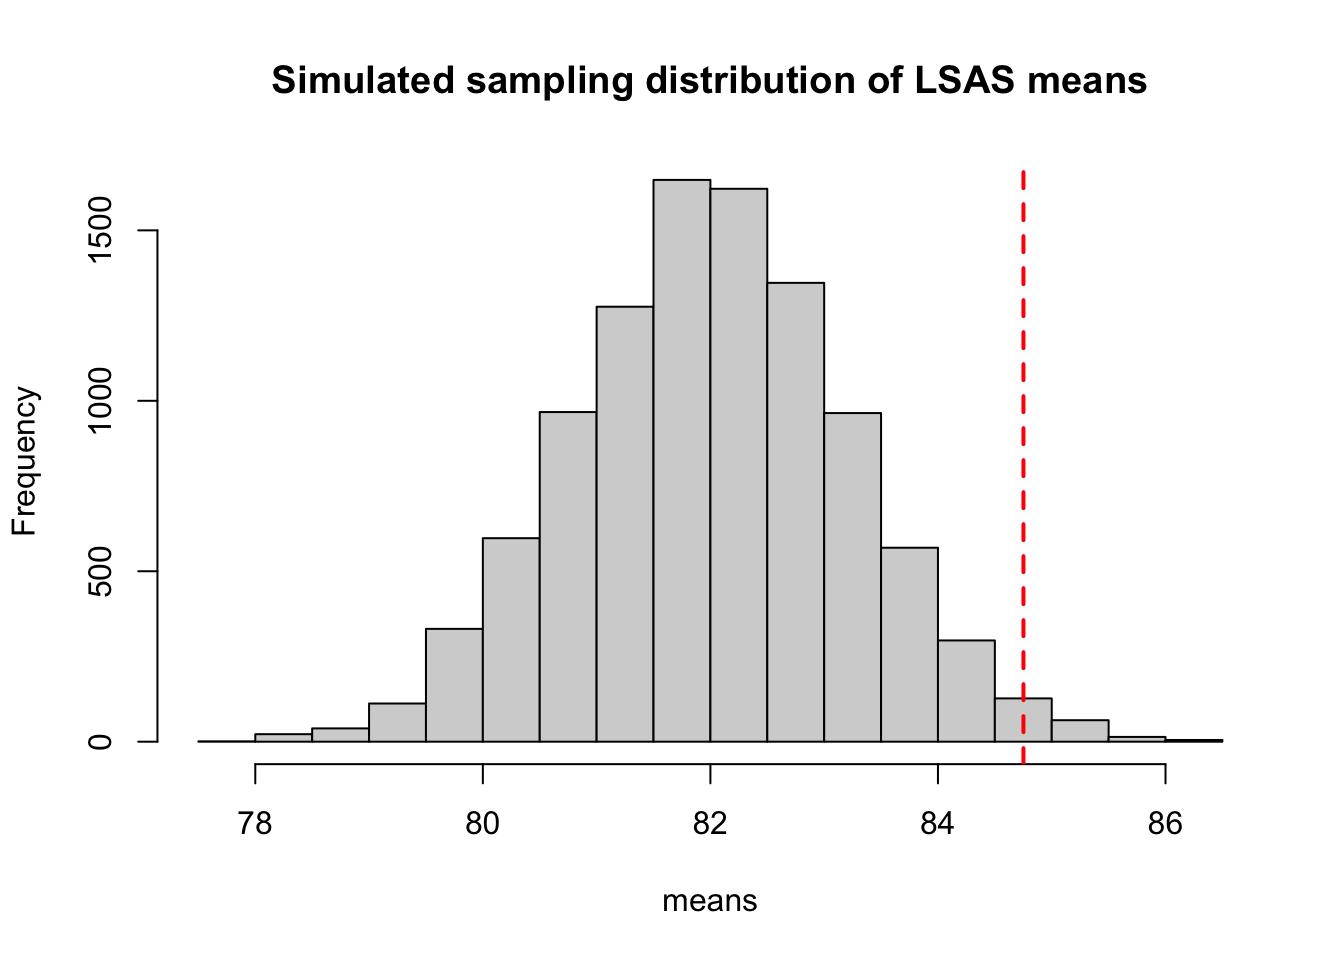 Simulated sampling distribution of LSAS means
1500
1000
500
0
Frequency
78 80 82 84 86
means